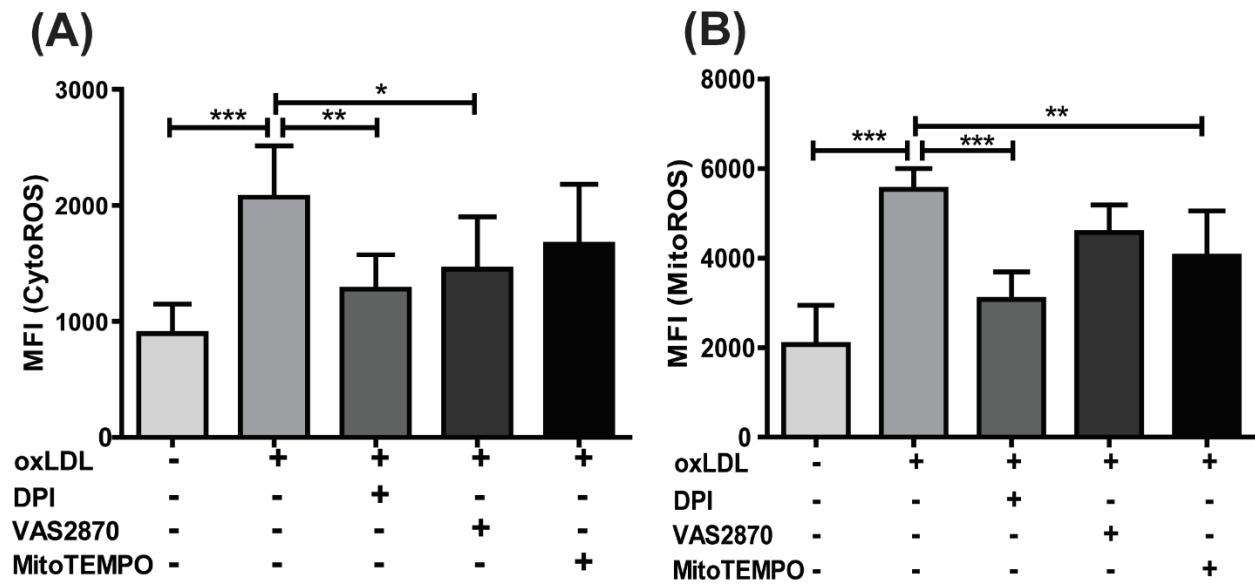 (A)
MFI (CytoROS)
3000
2000
1000
0
*** ** *
oxLDL - + + + +
DPI - - + - -
VAS2870 - - - + -
MitoTEMPO - - - - +
(B)
MFI (MitoROS)
8000
6000
4000
2000
0
*** *** **
oxLDL - + + + +
DPI - - + - -
VAS2870 - - - + -
MitoTEMPO - - - - +